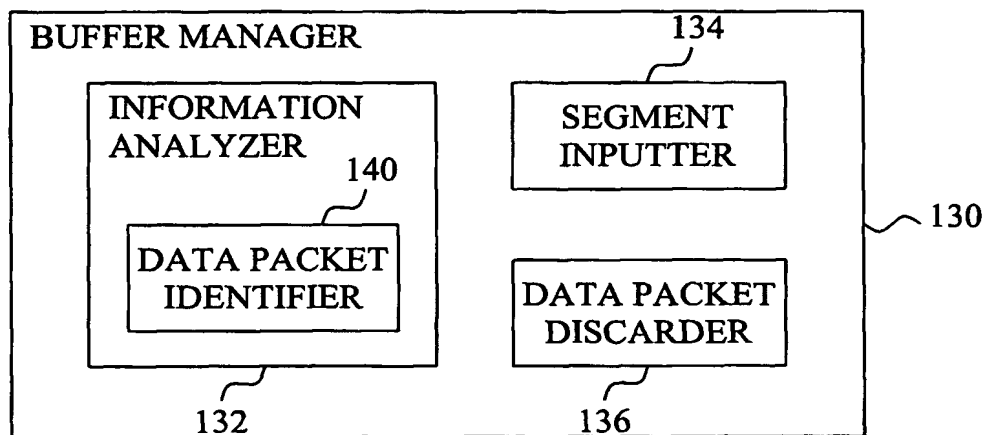 BUFFER MANAGER
134
INFORMATION
ANALYZER
SEGMENT
INPUTTER
140
130
DATA PACKET
IDENTIFIER
DATA PACKET
DISCARDER
132
136